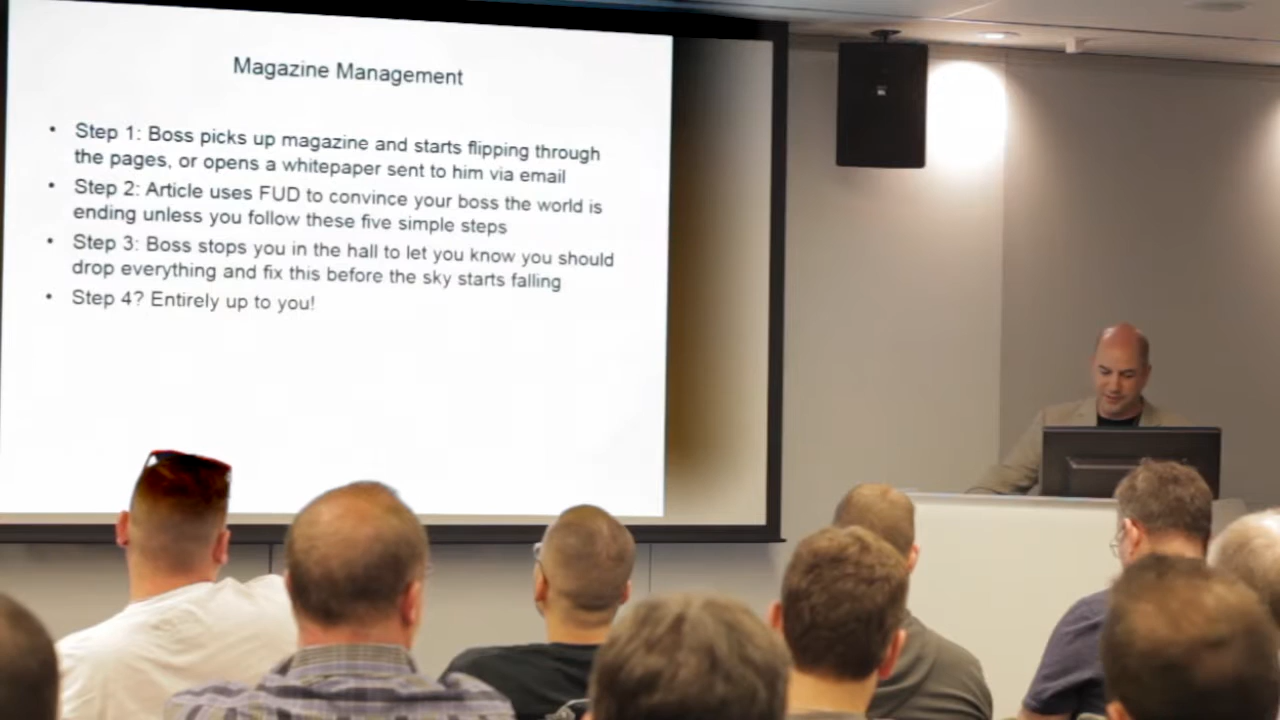 Magazine Management
• Step 1: Boss picks up magazine and starts flipping through
the pages, or opens a whitepaper sent to him via email
• Step 2: Article uses FUD to convince your boss the world is
ending unless you follow these five simple steps
• Step 3: Boss stops you in the hall to let you know you should
drop everything and fix this before the sky starts falling
• Step 4? Entirely up to you!